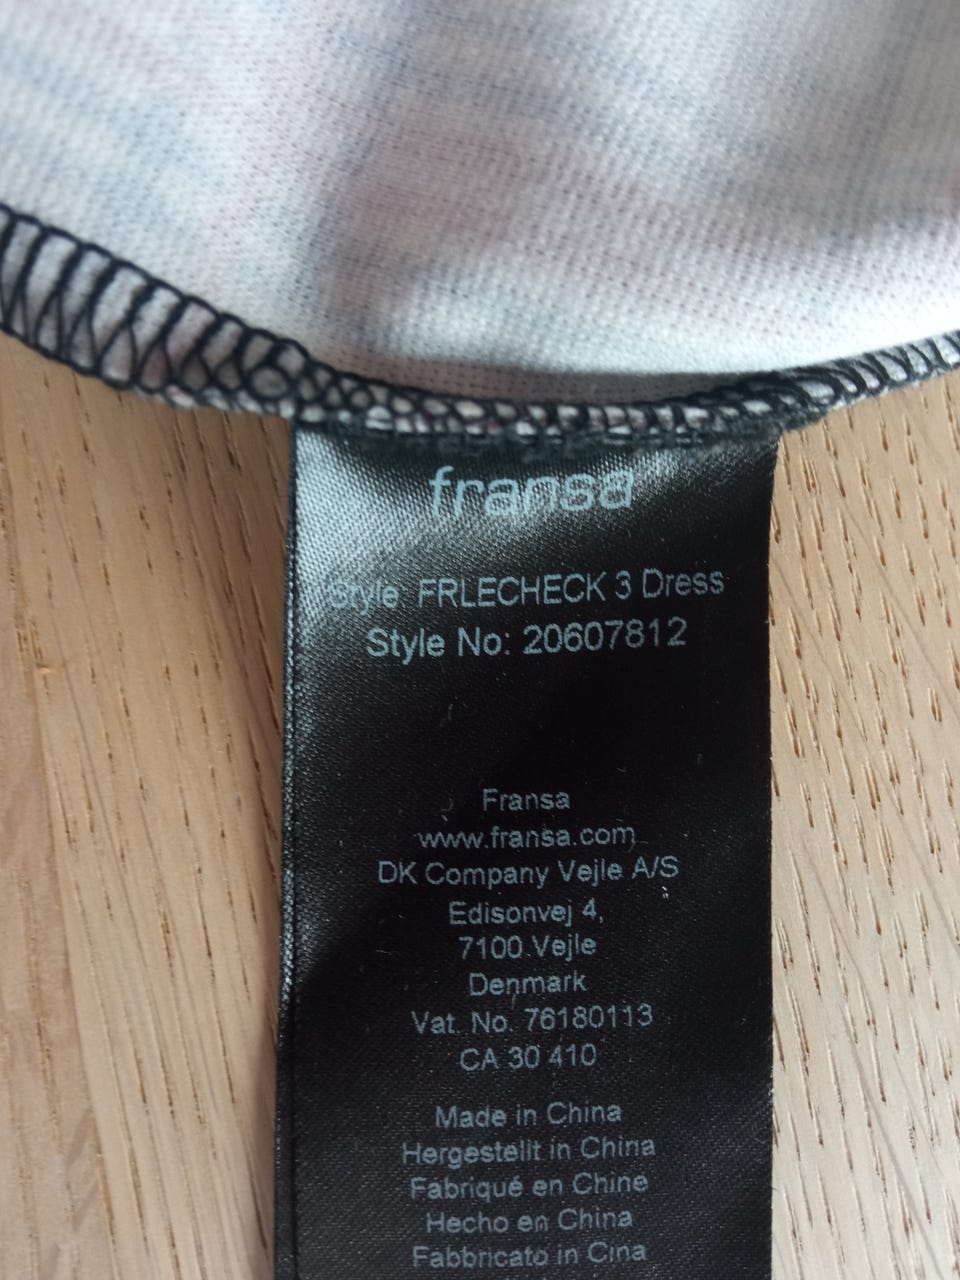 fransa
Style FRLECHECK 3 Dress
Style No: 20607812
Fransa
www.fransa.com
DK Company Vejle A/S
Edisonvej 4,
7100 Vejle
Denmark
Vat. No. 76180113
CA 30 410
Made in China
Hergestellt in China
Fabriqué en Chine
Hecho en China
Fabbricato in Cina